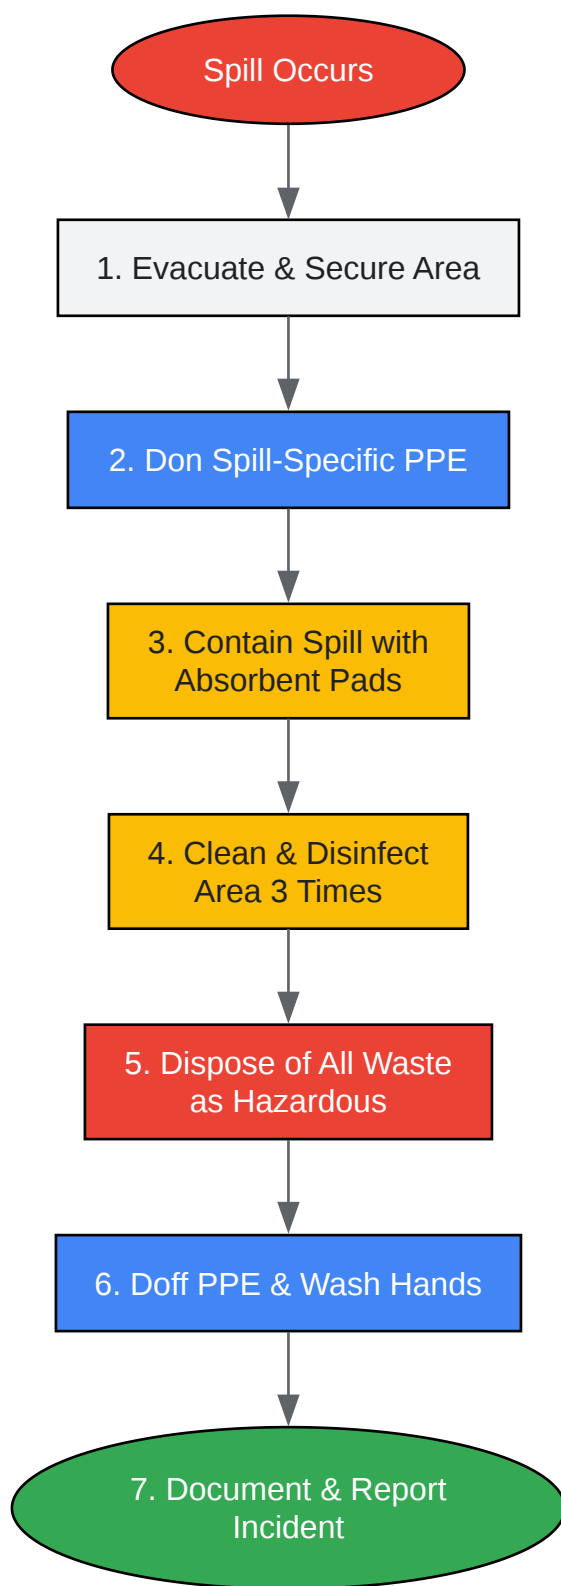 Spill Occurs
1. Evacuate & Secure Area
2. Don Spill-Specific PPE
3. Contain Spill with
Absorbent Pads
4. Clean & Disinfect
Area 3 Times
5. Dispose of All Waste
as Hazardous
6. Doff PPE & Wash Hands
7. Document & Report
Incident